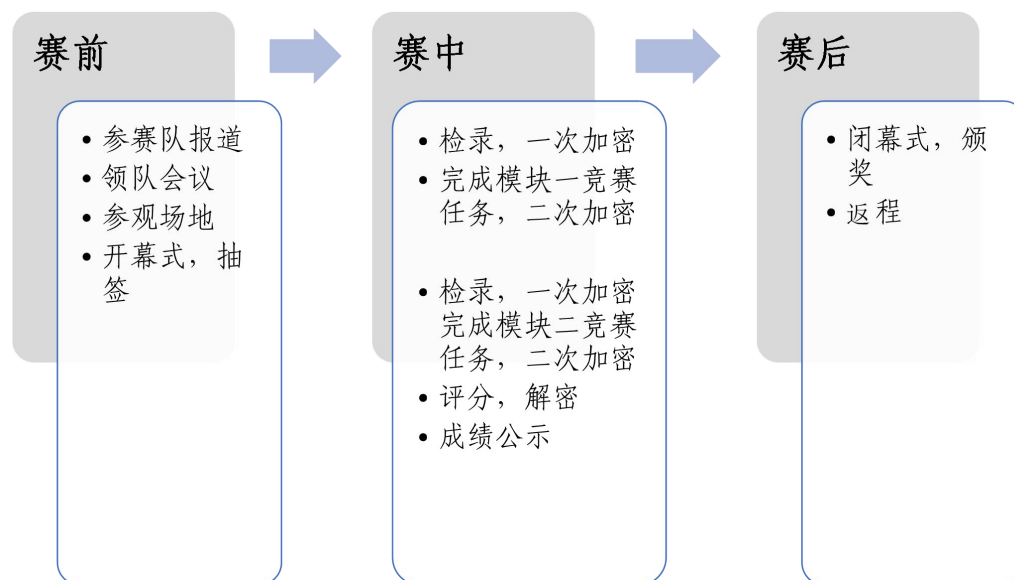 赛前
• 参赛队报道
• 领队会议
• 参观场地
• 开幕式，抽
签
赛中
• 检录，一次加密
• 完成模块一竞赛
任务，二次加密
• 检录，一次加密
完成模块二竞赛
任务，二次加密
• 评分，解密
• 成绩公示
赛后
• 闭幕式，颁
奖
• 返程